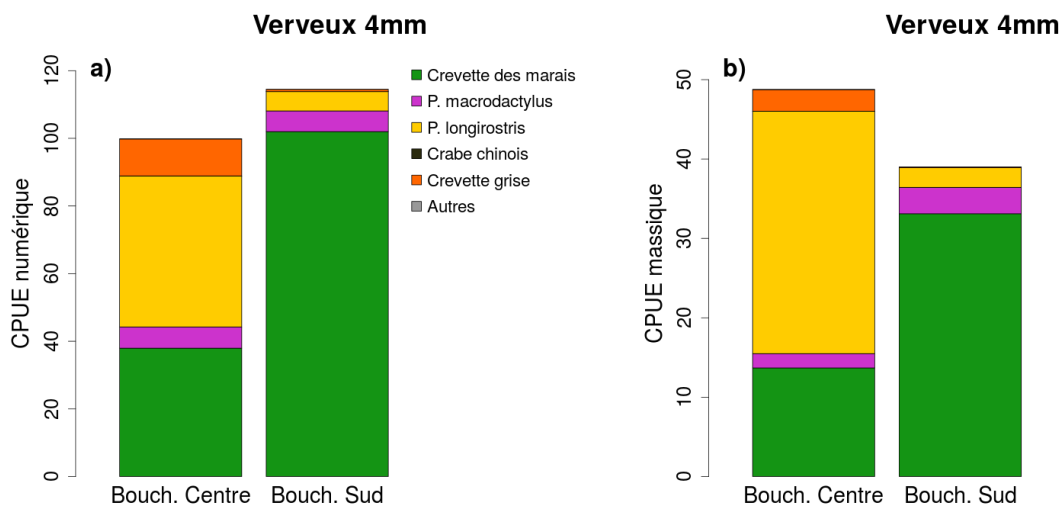 Verveux 4mm
a)
CPUE numérique
0
20
40
60
80
100
120
Bouch. Centre
Bouch. Sud
Crevette des marais
P. macrodactylus
P. longirostris
Crabe chinois
Crevette grise
Autres
Verveux 4mm
b)
CPUE massique
0
10
20
30
40
50
Bouch. Centre
Bouch. Sud